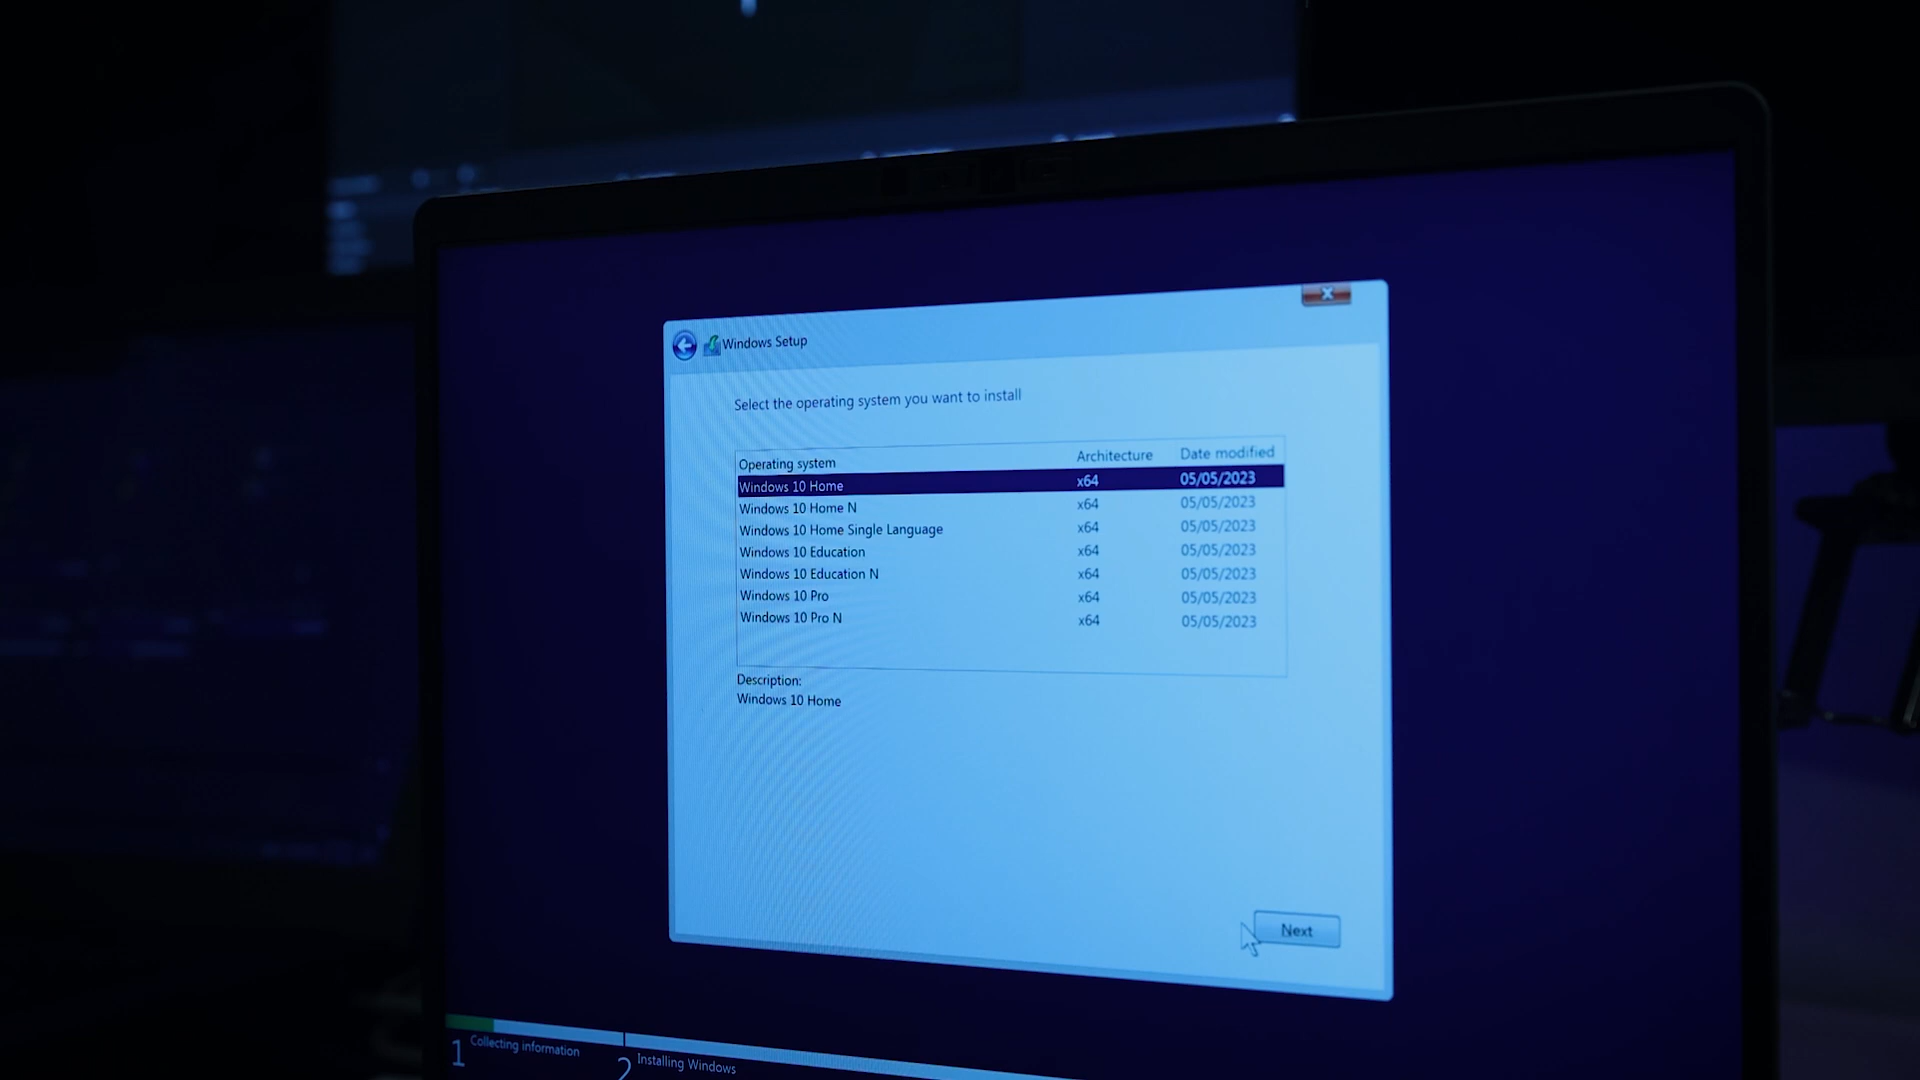 Windows Setup
Select the operating system you want to install
Operating system Architecture Date modified
Windows 10 Home x64 05/05/2023
Windows 10 Home N x64 05/05/2023
Windows 10 Home Single Language x64 05/05/2023
Windows 10 Education x64 05/05/2023
Windows 10 Education N x64 05/05/2023
Windows 10 Pro x64 05/05/2023
Windows 10 Pro N x64 05/05/2023
Description:
Windows 10 Home
Next
1 Collecting information
2 Installing Windows